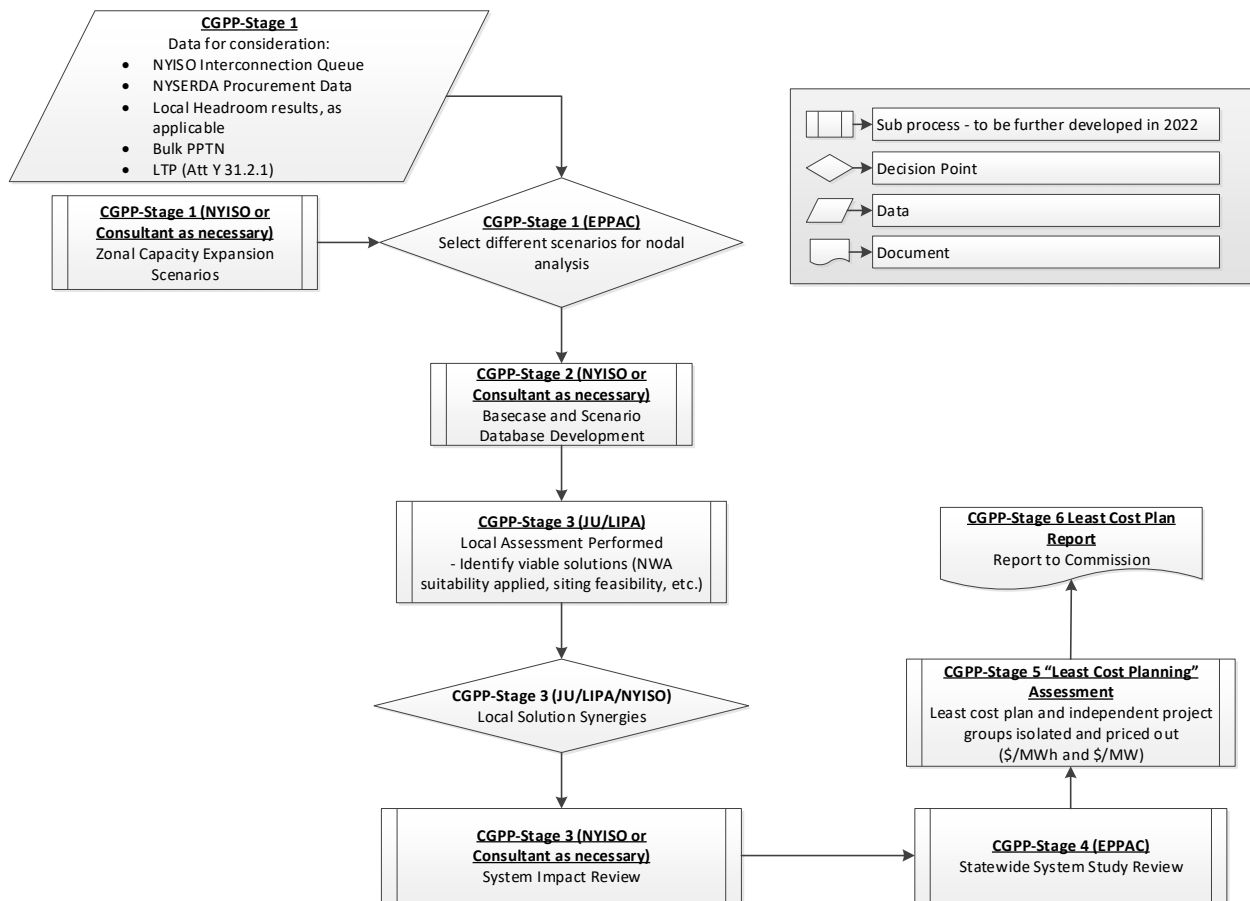 CGPP-Stage 1
Data for consideration:
• NYISO Interconnection Queue
• NYSERDA Procurement Data
• Local Headroom results, as
applicable
• Bulk PPTN
• LTP (Att Y 31.2.1)
Sub process - to be further developed in 2022
Decision Point
Data
Document
CGPP-Stage 1 (NYISO or
Consultant as necessary)
Zonal Capacity Expansion
Scenarios
CGPP-Stage 1 (EPPAC)
Select different scenarios for nodal
analysis
CGPP-Stage 2 (NYISO or
Consultant as necessary)
Basecase and Scenario
Database Development
CGPP-Stage 3 (JU/LIPA)
Local Assessment Performed
- Identify viable solutions (NWA
suitability applied, siting feasibility, etc.)
CGPP-Stage 3 (JU/LIPA/NYISO)
Local Solution Synergies
CGPP-Stage 3 (NYISO or
Consultant as necessary)
System Impact Review
CGPP-Stage 4 (EPPAC)
Statewide System Study Review
CGPP-Stage 5 “Least Cost Planning”
Assessment
Least cost plan and independent project
groups isolated and priced out
($/MWh and $/MW)
CGPP-Stage 6 Least Cost Plan
Report
Report to Commission